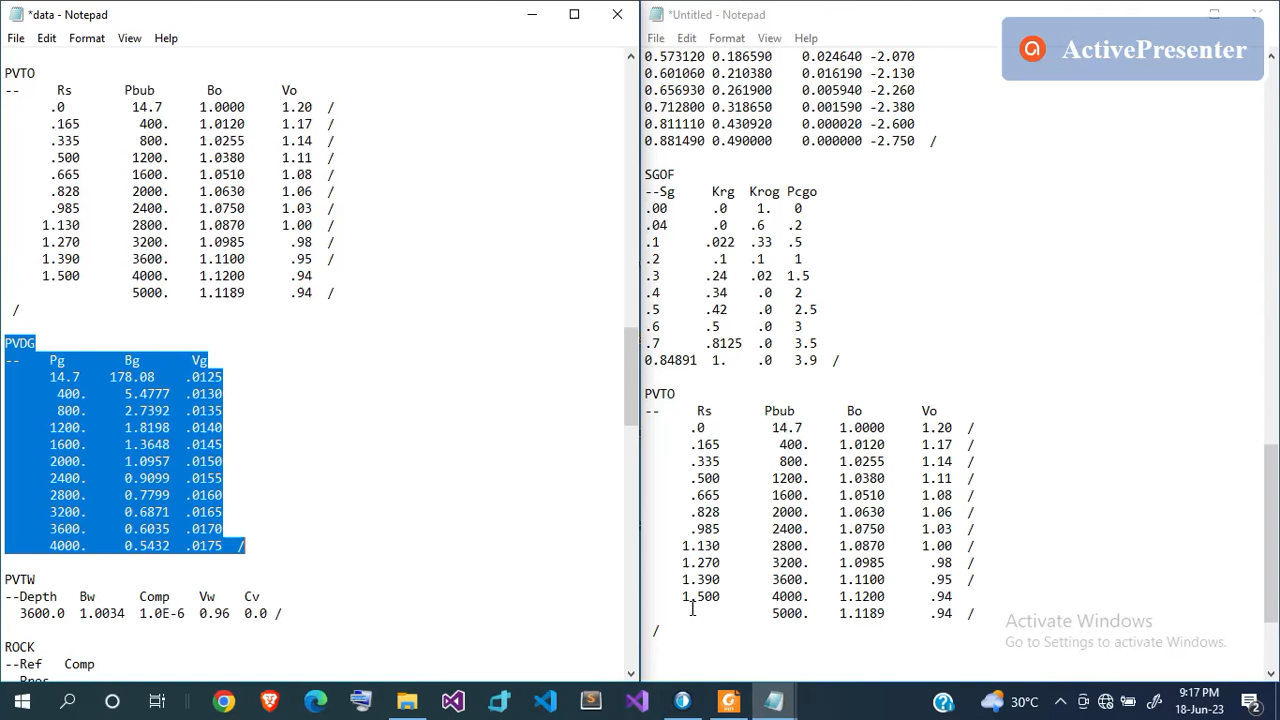 *data - Notepad
File Edit Format View Help
PVTO
-- Rs Pbub Bo Vo
.0 14.7 1.0000 1.20 /
.165 400. 1.0120 1.17 /
.335 800. 1.0255 1.14 /
.500 1200. 1.0380 1.11 /
.665 1600. 1.0510 1.08 /
.828 2000. 1.0630 1.06 /
.985 2400. 1.0750 1.03 /
1.130 2800. 1.0870 1.00 /
1.270 3200. 1.0985 .98 /
1.390 3600. 1.1100 .95 /
1.500 4000. 1.1200 .94
5000. 1.1189 .94 /
/
PVDG
-- Pg Bg Vg
14.7 178.08 .0125
400. 5.4777 .0130
800. 2.7392 .0135
1200. 1.8198 .0140
1600. 1.3648 .0145
2000. 1.0957 .0150
2400. 0.9099 .0155
2800. 0.7799 .0160
3200. 0.6871 .0165
3600. 0.6035 .0170
4000. 0.5432 .0175 /
PVTW
--Depth Bw Comp Vw Cv
3600.0 1.0034 1.0E-6 0.96 0.0 /
ROCK
--Ref Comp
*Untitled - Notepad
File Edit Format View Help
ActivePresenter
0.573120 0.186590 0.024640 -2.070
0.601060 0.210380 0.016190 -2.130
0.656930 0.261900 0.005940 -2.260
0.712800 0.318650 0.001590 -2.380
0.811110 0.430920 0.000020 -2.600
0.881490 0.490000 0.000000 -2.750 /
SGOF
--Sg Krg Krog Pcgo
.00 .0 1. 0
.04 .0 .6 .2
.1 .022 .33 .5
.2 .1 .1 1
.3 .24 .02 1.5
.4 .34 .0 2
.5 .42 .0 2.5
.6 .5 .0 3
.7 .8125 .0 3.5
0.84891 1. .0 3.9 /
PVTO
-- Rs Pbub Bo Vo
.0 14.7 1.0000 1.20 /
.165 400. 1.0120 1.17 /
.335 800. 1.0255 1.14 /
.500 1200. 1.0380 1.11 /
.665 1600. 1.0510 1.08 /
.828 2000. 1.0630 1.06 /
.985 2400. 1.0750 1.03 /
1.130 2800. 1.0870 1.00 /
1.270 3200. 1.0985 .98 /
1.390 3600. 1.1100 .95 /
1.500 4000. 1.1200 .94
5000. 1.1189 .94 /
/
Activate Windows
Go to Settings to activate Windows.
30°C
9:17 PM
18-Jun-23
2